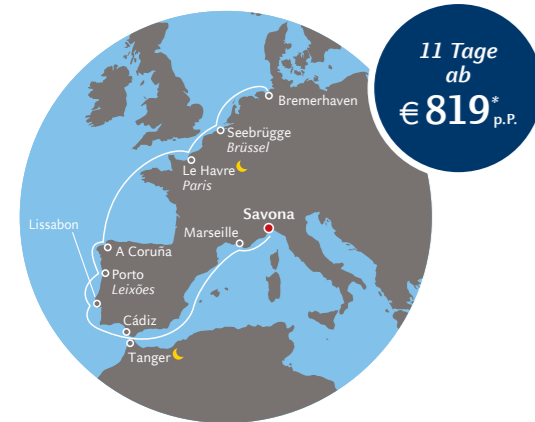 11 Tage
ab
€ 819*
p.P.
Bremerhaven
Seebrügge
Brüssel
Le Havre
Paris
Savona
Marseille
Lissabon
A Coruña
Porto
Leixões
Cádiz
Tanger